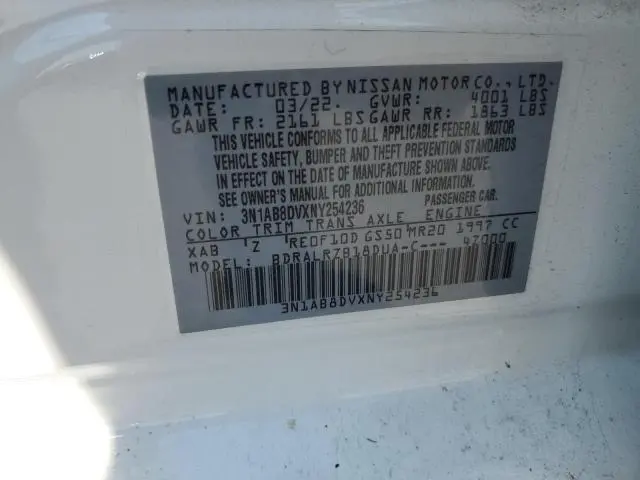 MANUFACTURED BY NISSAN MOTOR CO., LTD.
DATE: 03/22. GVWR: 4001 LBS
GAWR FR: 2161 LBS GAWR RR: 1863 LBS
THIS VEHICLE CONFORMS TO ALL APPLICABLE FEDERAL MOTOR
VEHICLE SAFETY, BUMPER AND THEFT PREVENTION STANDARDS
IN EFFECT ON THE DATE OF MANUFACTURE SHOWN ABOVE.
SEE OWNER'S MANUAL FOR ADDITIONAL INFORMATION.
VIN: 3N1AB8DVXNY254236 PASSENGER CAR.
COLOR TRIM TRANS AXLE ENGINE
XAB 'Z RE0F10D GS50 MR20 1997 CC
MODEL: BDRALRZB18DUA-C--- 47000
3N1AB8DVXNY254236